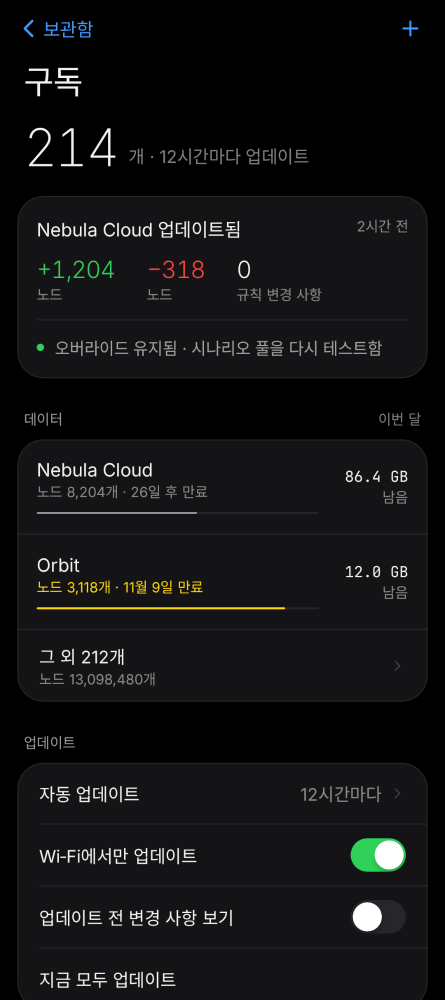 보관함
구독
214 개 · 12시간마다 업데이트
Nebula Cloud 업데이트됨 2시간 전
+1,204 −318 0
노드 노드 규칙 변경 사항
오버라이드 유지됨 · 시나리오 풀을 다시 테스트함
데이터 이번 달
Nebula Cloud 86.4 GB
노드 8,204개 · 26일 후 만료 남음
Orbit 12.0 GB
노드 3,118개 · 11월 9일 만료 남음
그 외 212개
노드 13,098,480개
업데이트
자동 업데이트 12시간마다
Wi-Fi에서만 업데이트
업데이트 전 변경 사항 보기
지금 모두 업데이트